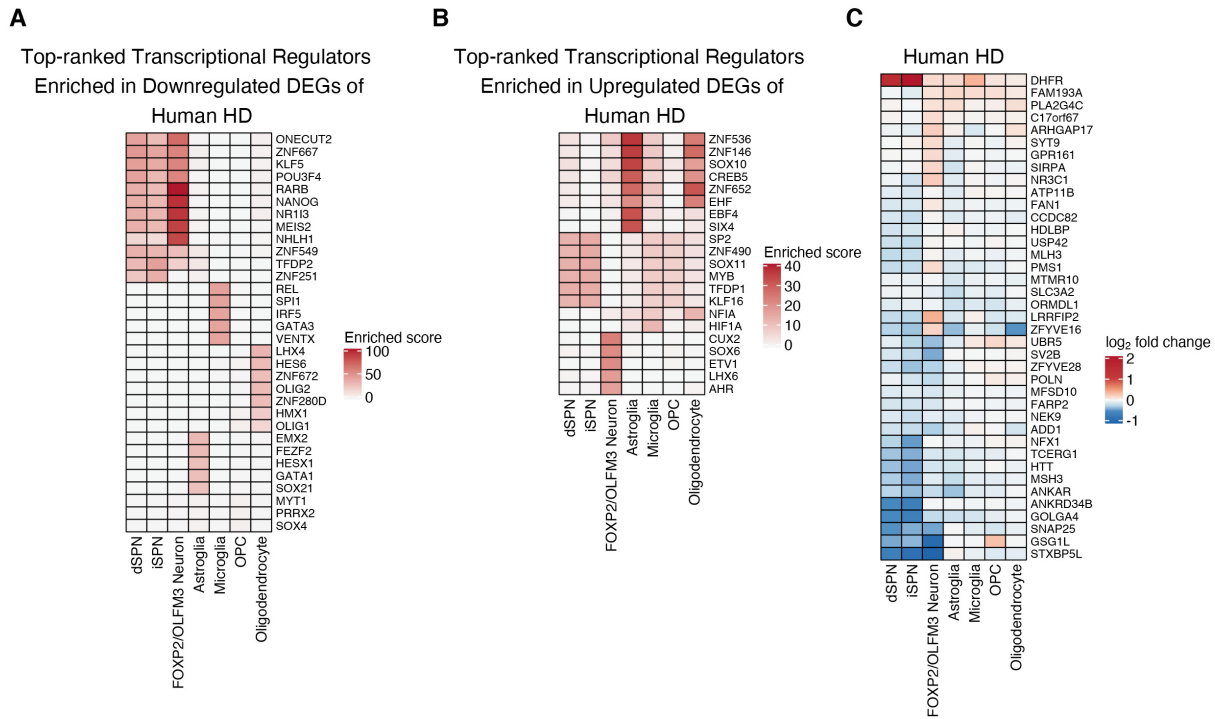 A
Top-ranked Transcriptional Regulators
Enriched in Downregulated DEGs of
Human HD
ONECUT2
ZNF667
KLF5
POU3F4
RARB
NANOG
NR1I3
MEIS2
NHLH1
ZNF549
TFDP2
ZNF251
REL
SPI1
IRF5
GATA3
VENTX
LHX4
HES6
ZNF672
OLIG2
ZNF280D
HMX1
OLIG1
EMX2
FEZF2
HESX1
GATA1
SOX21
MYT1
PRRX2
SOX4
dSPN
iSPN
FOXP2/OLFM3 Neuron
Astroglia
Microglia
OPC
Oligodendrocyte
Enriched score
100
50
0
B
Top-ranked Transcriptional Regulators
Enriched in Upregulated DEGs of
Human HD
ZNF536
ZNF146
SOX10
CREB5
ZNF652
EHF
EBF4
SIX4
SP2
ZNF490
SOX11
MYB
TFDP1
KLF16
NFIA
HIF1A
CUX2
SOX6
ETV1
LHX6
AHR
dSPN
iSPN
FOXP2/OLFM3 Neuron
Astroglia
Microglia
OPC
Oligodendrocyte
Enriched score
40
30
20
10
0
C
Human HD
DHFR
FAM193A
PLA2G4C
C17orf67
ARHGAP17
SYT9
GPR161
SIRPA
NR3C1
ATP11B
FAN1
CCDC82
HDLBP
USP42
MLH3
PMS1
MTMR10
SLC3A2
ORMDL1
LRRFIP2
ZFYVE16
UBR5
SV2B
ZFYVE28
POLN
MFSD10
FARP2
NEK9
ADD1
NFX1
TCERG1
HTT
MSH3
ANKAR
ANKRD34B
GOLGA4
SNAP25
GSG1L
STXBP5L
dSPN
iSPN
FOXP2/OLFM3 Neuron
Astroglia
Microglia
OPC
Oligodendrocyte
log2 fold change
2
1
0
-1